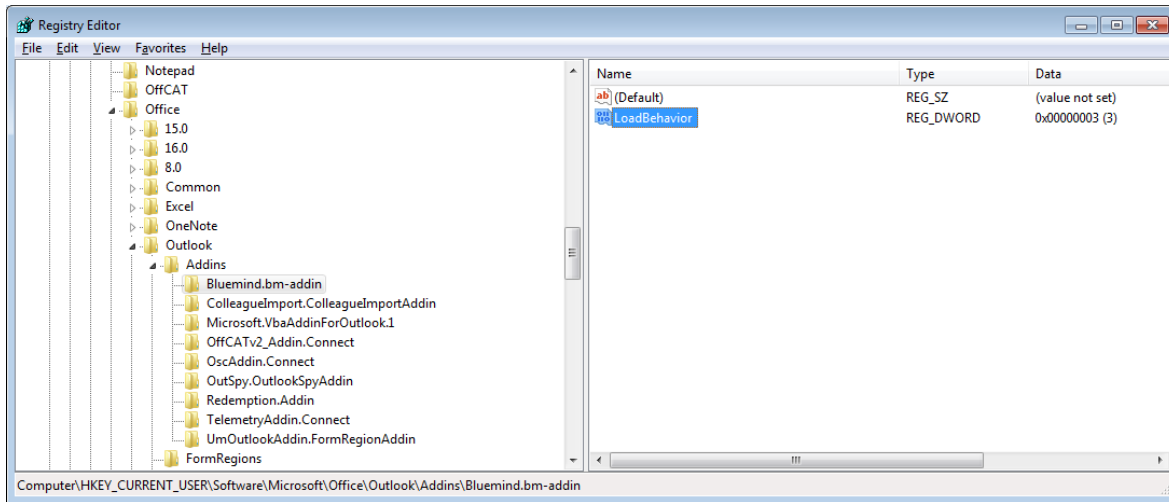 Registry Editor
File Edit View Favorites Help
Notepad
OffCAT
Office
15.0
16.0
8.0
Common
Excel
OneNote
Outlook
Addins
Bluemind.bm-addin
ColleagueImport.ColleagueImportAddin
Microsoft.VbaAddinForOutlook.1
OffCATv2_Addin.Connect
OscAddin.Connect
OutSpy.OutlookSpyAddin
Redemption.Addin
TelemetryAddin.Connect
UmOutlookAddin.FormRegionAddin
FormRegions
Name Type Data
(Default) REG_SZ (value not set)
LoadBehavior REG_DWORD 0x00000003 (3)
Computer\HKEY_CURRENT_USER\Software\Microsoft\Office\Outlook\Addins\Bluemind.bm-addin